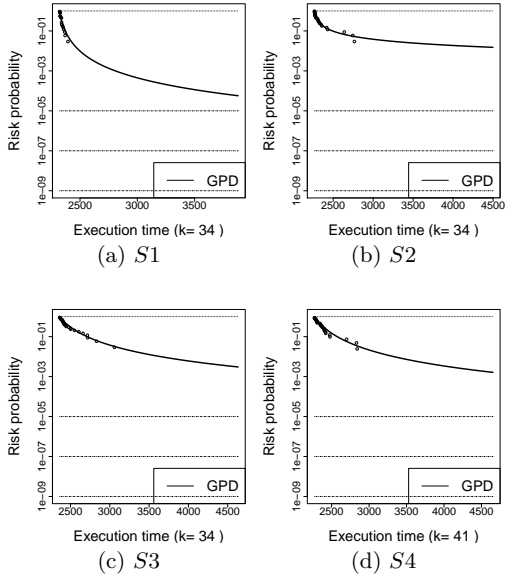 Risk probability
1e-01
1e-03
1e-05
1e-07
1e-09
GPD
2500 3000 3500
Execution time (k= 34 )
(a) S1
Risk probability
1e-01
1e-03
1e-05
1e-07
1e-09
GPD
2500 3000 3500 4000 4500
Execution time (k= 34 )
(b) S2
Risk probability
1e-01
1e-03
1e-05
1e-07
1e-09
GPD
2500 3000 3500 4000 4500
Execution time (k= 34 )
(c) S3
Risk probability
1e-01
1e-03
1e-05
1e-07
1e-09
GPD
2500 3000 3500 4000 4500
Execution time (k= 41 )
(d) S4